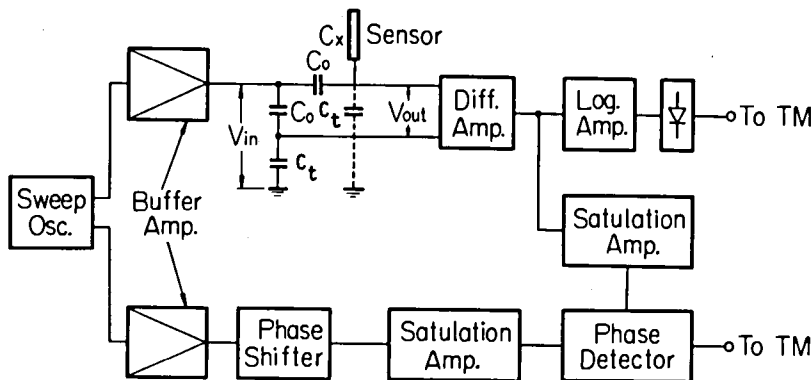 Cx Sensor
Co
Co
Ct
Ct
Vin
Vout
Diff.
Amp.
Log.
Amp.
To TM
Sweep
Osc.
Buffer
Amp.
Satulation
Amp.
Phase
Shifter
Satulation
Amp.
Phase
Detector
To TM